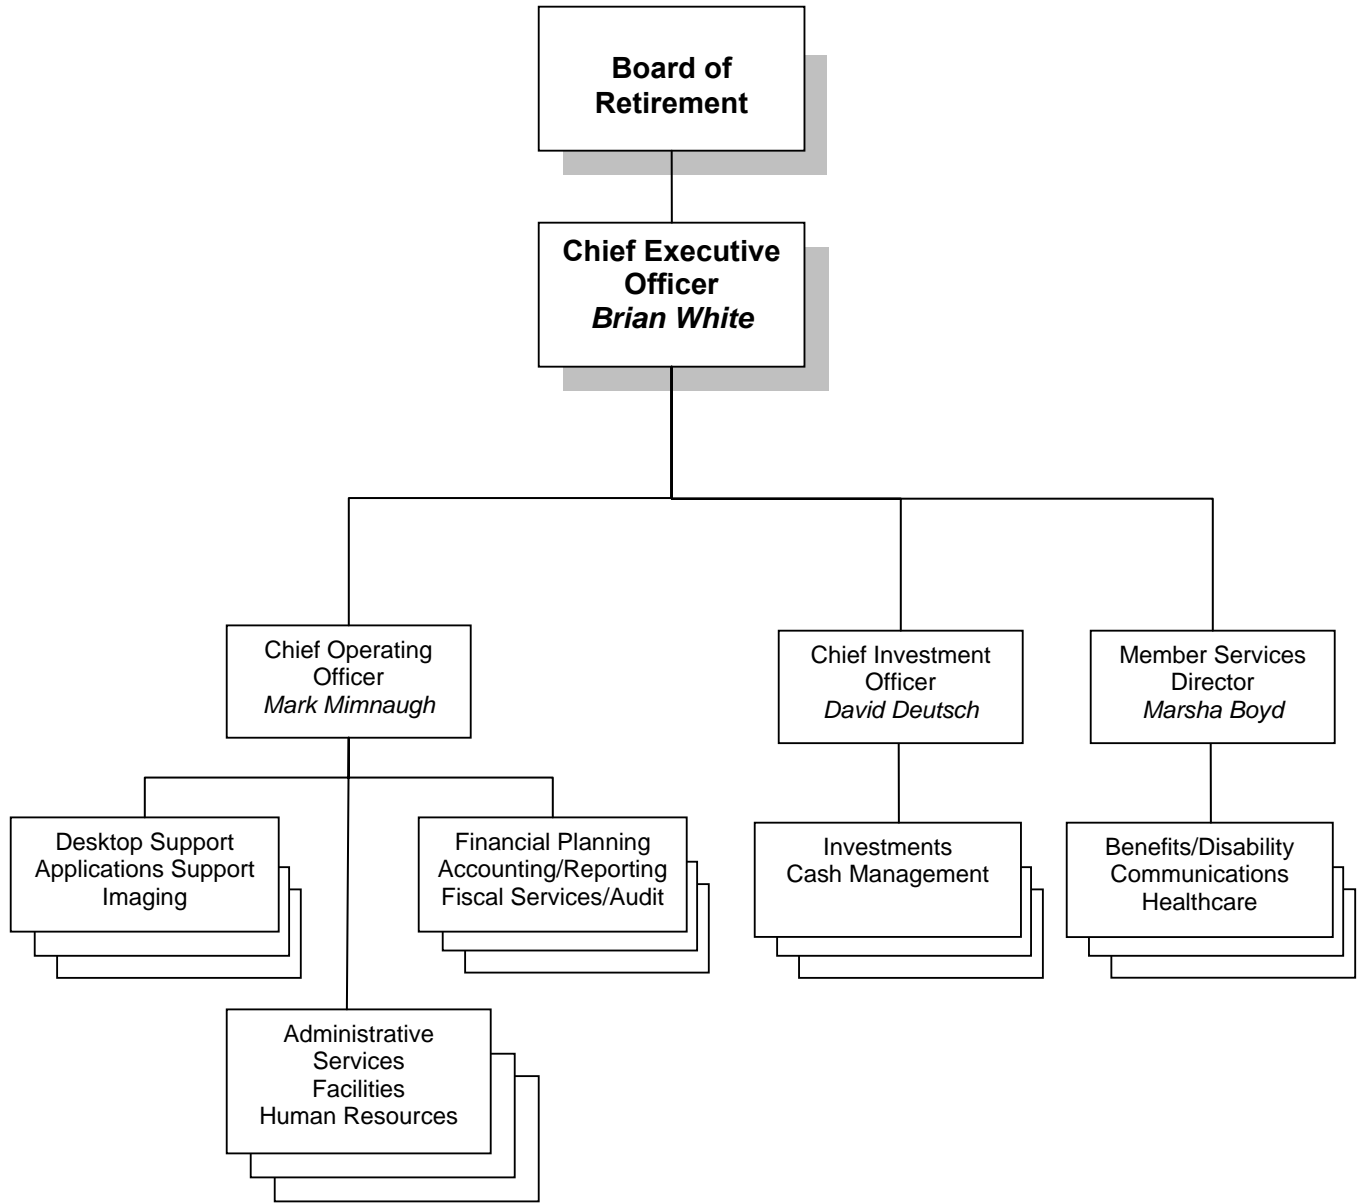 Board of
Retirement
Chief Executive
Officer
Brian White
Chief Operating
Officer
Mark Mimnaugh
Chief Investment
Officer
David Deutsch
Member Services
Director
Marsha Boyd
Desktop Support
Applications Support
Imaging
Financial Planning
Accounting/Reporting
Fiscal Services/Audit
Investments
Cash Management
Benefits/Disability
Communications
Healthcare
Administrative
Services
Facilities
Human Resources